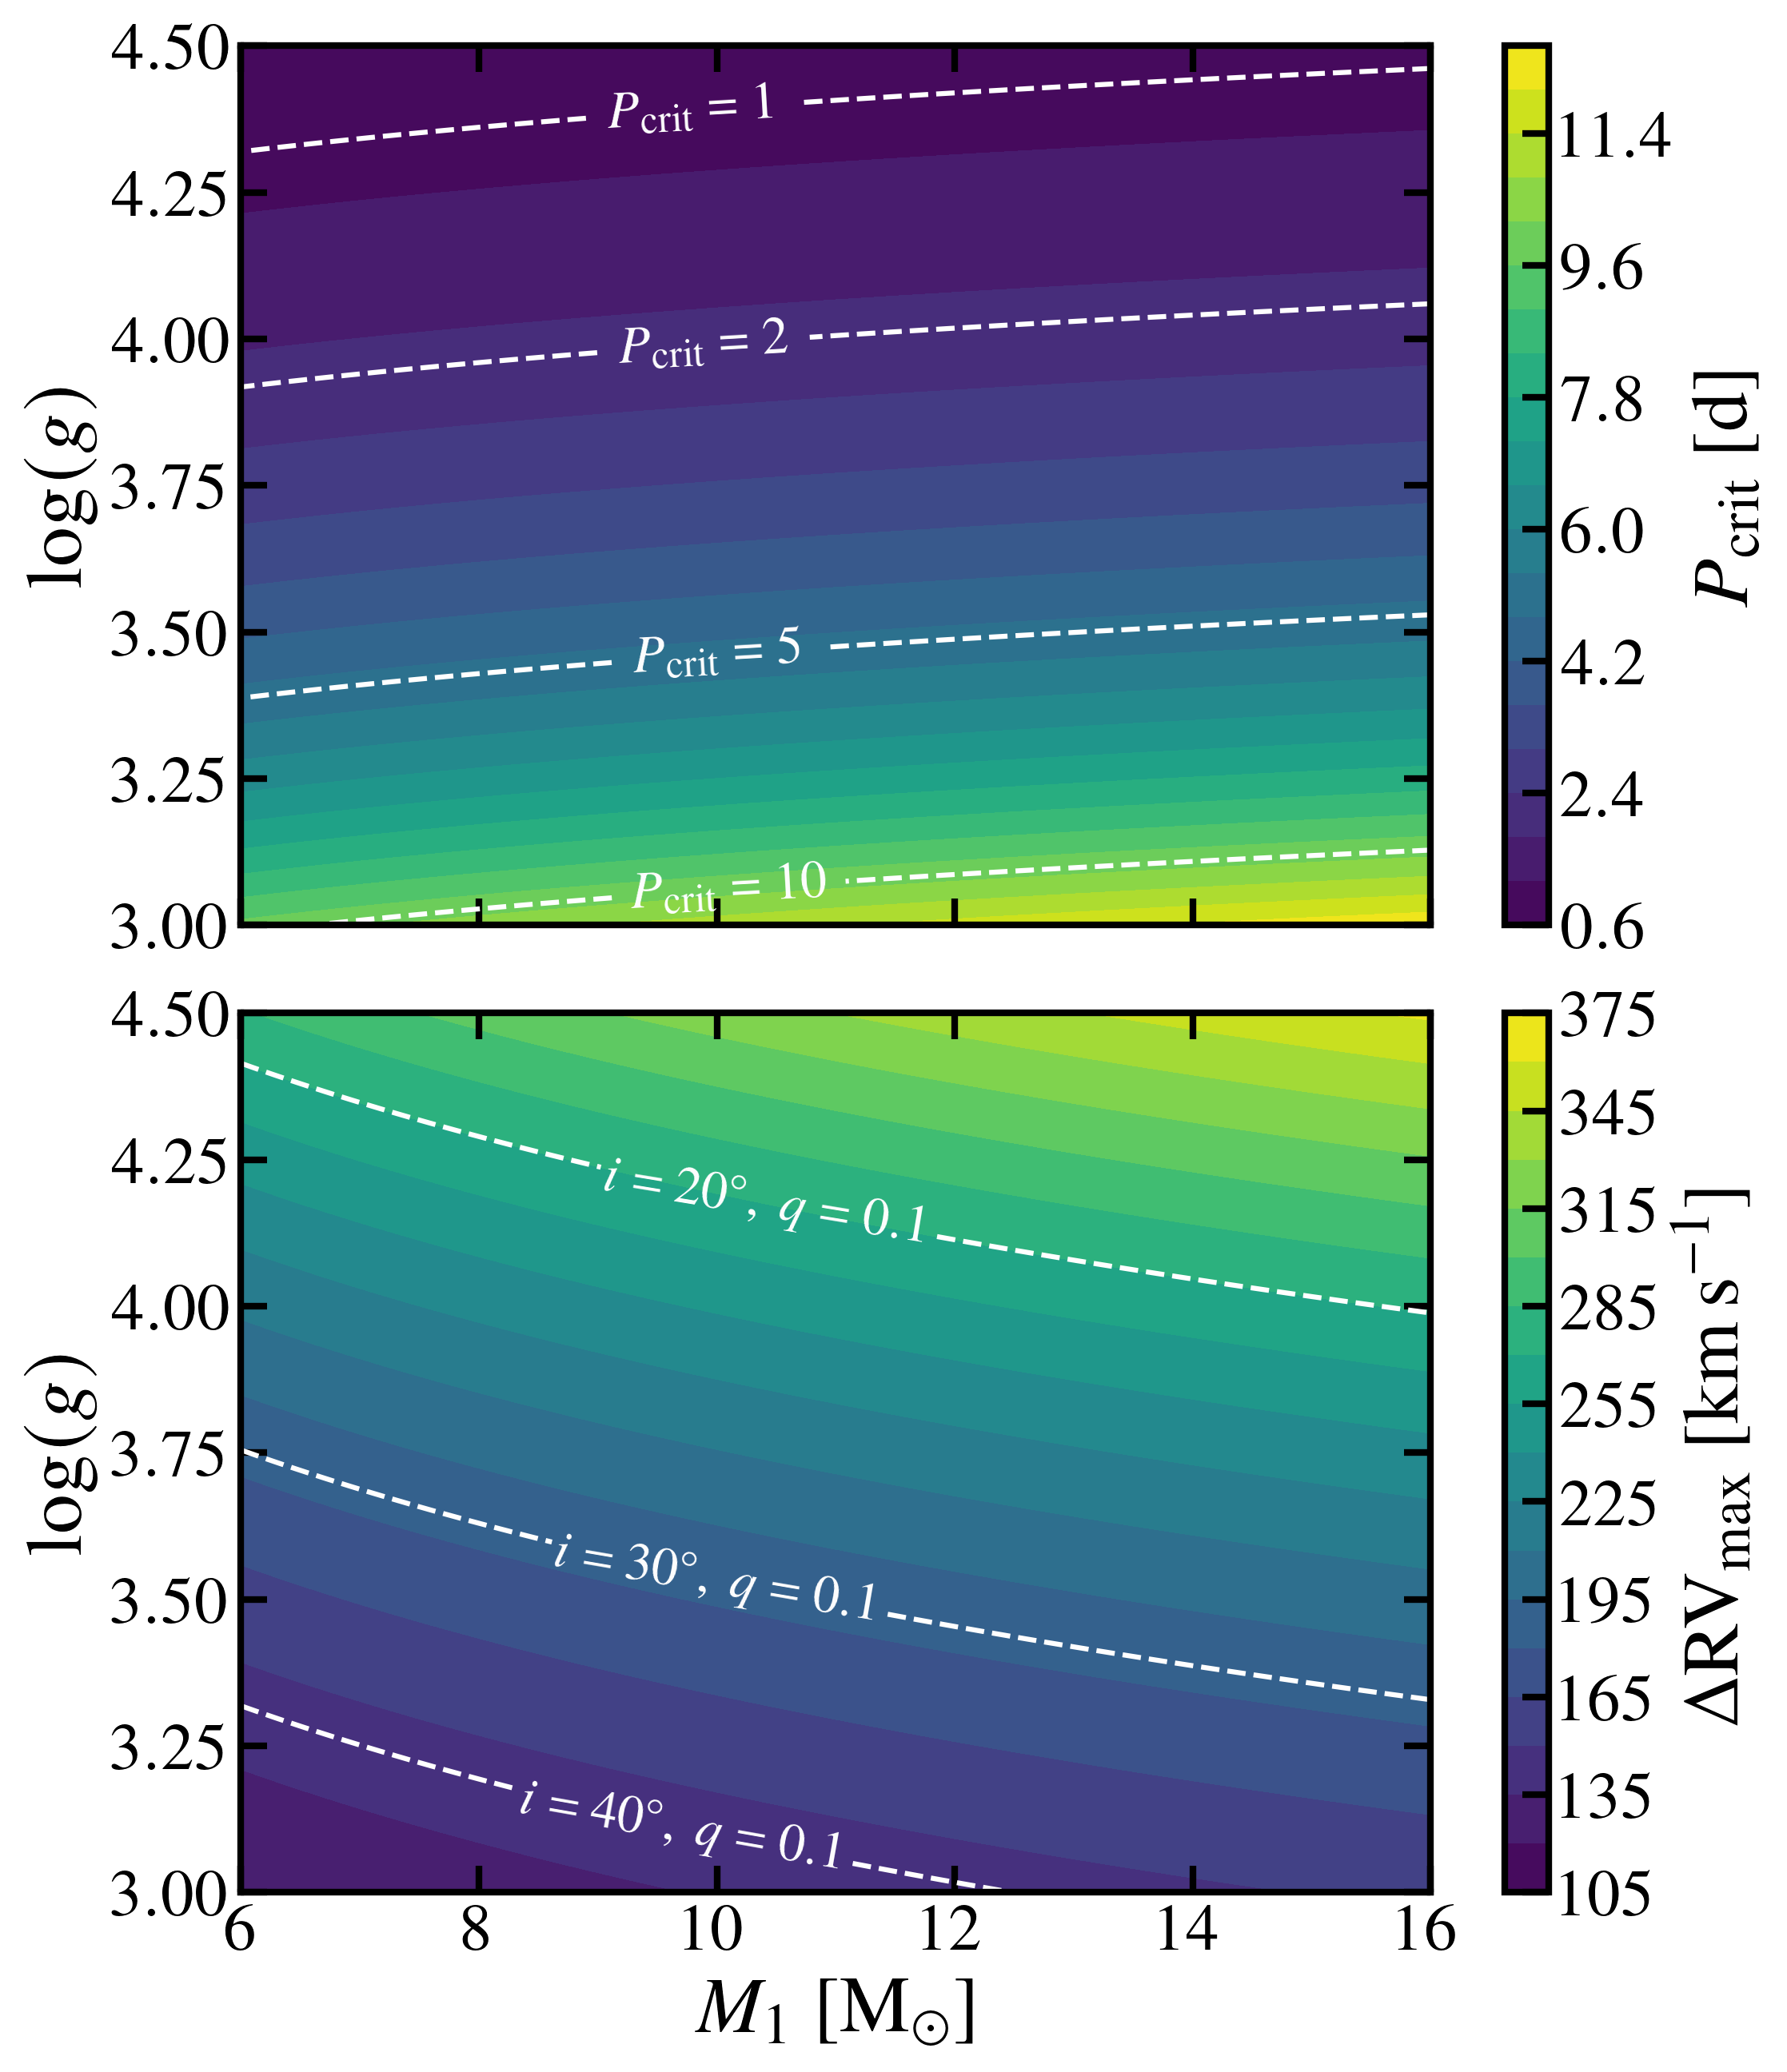 4.50
4.25
4.00
3.75
3.50
3.25
3.00
log(g)
P_crit = 1
P_crit = 2
P_crit = 5
P_crit = 10
11.4
9.6
7.8
6.0
4.2
2.4
0.6
P_crit [d]
4.50
4.25
4.00
3.75
3.50
3.25
3.00
log(g)
i = 20°, q = 0.1
i = 30°, q = 0.1
i = 40°, q = 0.1
375
345
315
285
255
225
195
165
135
105
ΔRV_max [km s⁻¹]
6 8 10 12 14 16
M₁ [M_⊙]